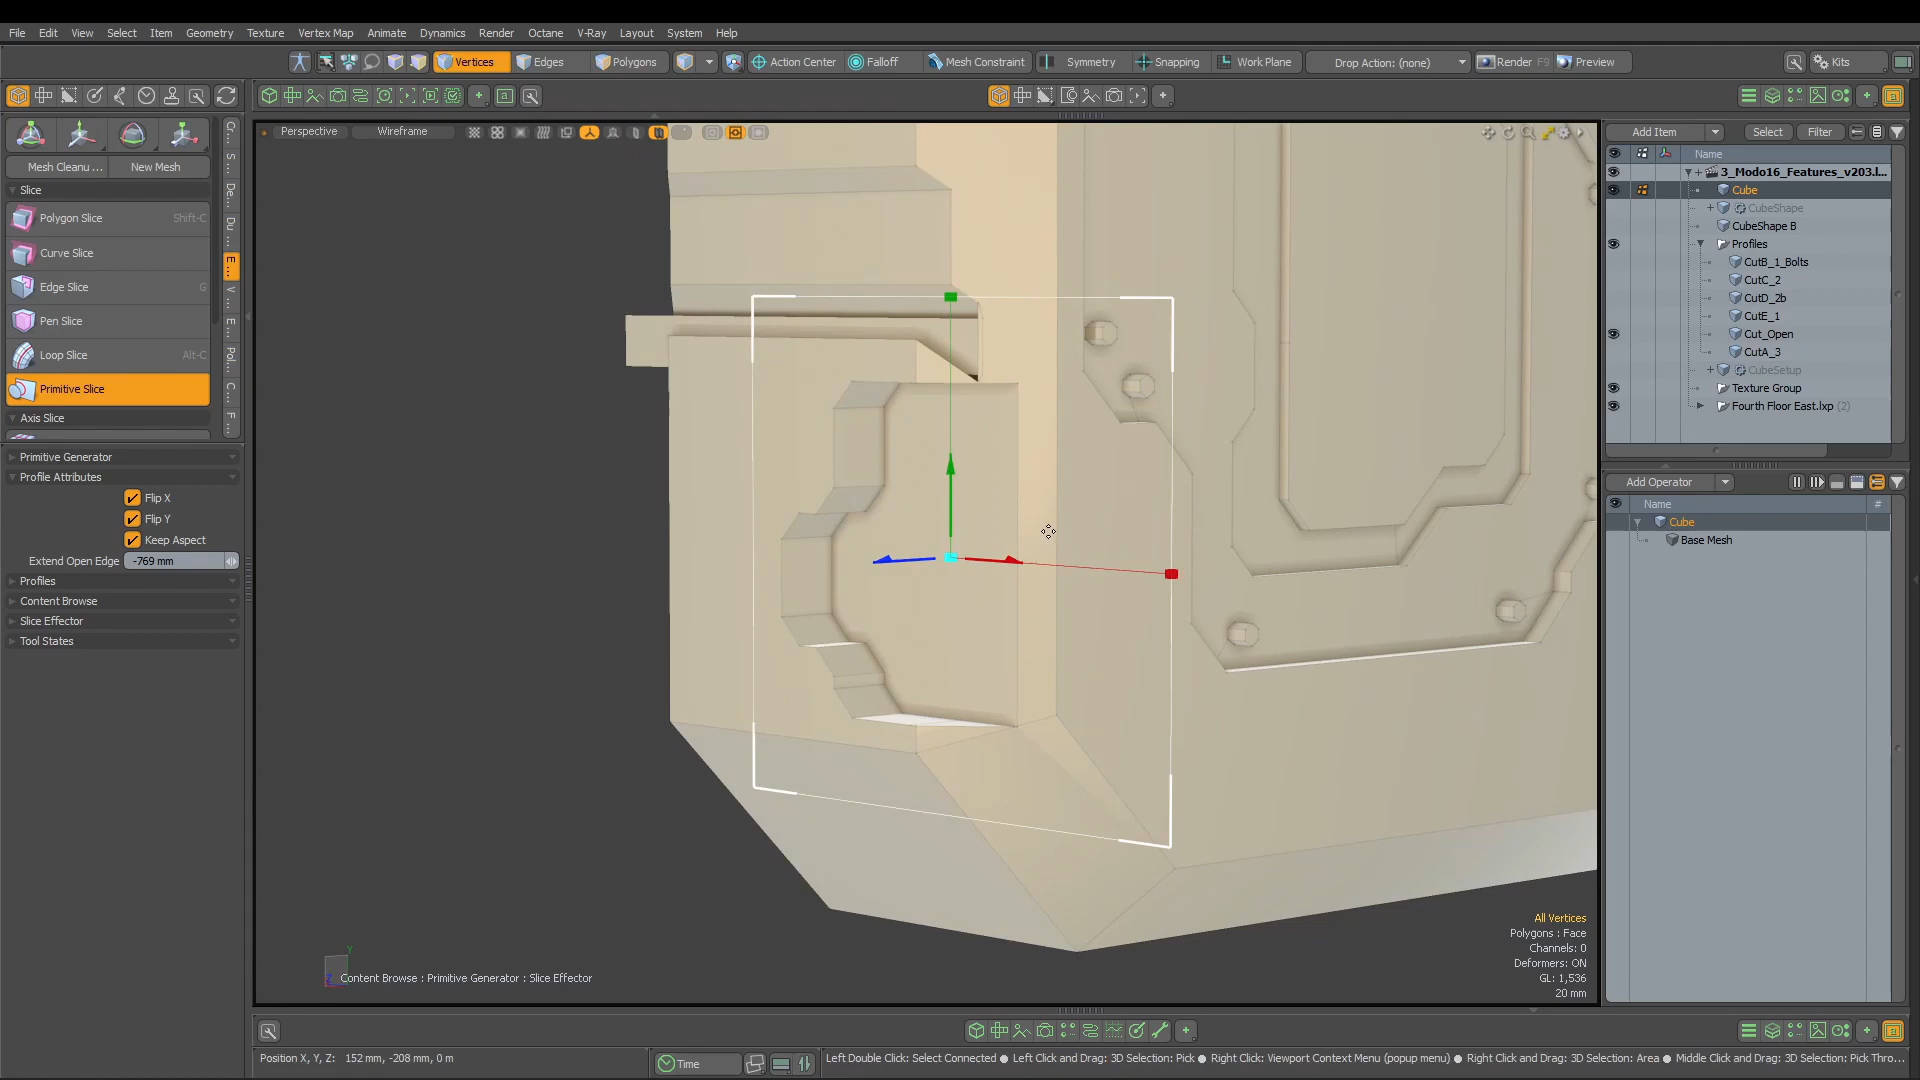 File Edit View Select Item Geometry Texture Vertex Map Animate Dynamics Render Octane V-Ray Layout System Help
Vertices Edges Polygons Action Center Falloff Mesh Constraint Symmetry Snapping Work Plane Drop Action: (none) Render F9 Preview Kits
Perspective Wireframe
Mesh Cleanu ... New Mesh
Slice
Polygon Slice Shift-C
Curve Slice
Edge Slice G
Pen Slice
Loop Slice Alt-C
Primitive Slice
Axis Slice
Cr...
S...
De...
Du ...
E ...
V ...
E ...
Pol...
C ...
F ...
Primitive Generator
Profile Attributes
Flip X
Flip Y
Keep Aspect
Extend Open Edge -769 mm
Profiles
Content Browse
Slice Effector
Tool States
Y
Z
Content Browse : Primitive Generator : Slice Effector
All Vertices
Polygons : Face
Channels: 0
Deformers: ON
GL: 1,536
20 mm
Add Item Select Filter
Name
3_Modo16_Features_v203.l...
Cube
CubeShape
CubeShape B
Profiles
CutB_1_Bolts
CutC_2
CutD_2b
CutE_1
Cut_Open
CutA_3
CubeSetup
Texture Group
Fourth Floor East.lxp (2)
Add Operator
Name #
Cube
Base Mesh
Position X, Y, Z: 152 mm, -208 mm, 0 m
Time
Left Double Click: Select Connected ● Left Click and Drag: 3D Selection: Pick ● Right Click: Viewport Context Menu (popup menu) ● Right Click and Drag: 3D Selection: Area ● Middle Click and Drag: 3D Selection: Pick Thro...